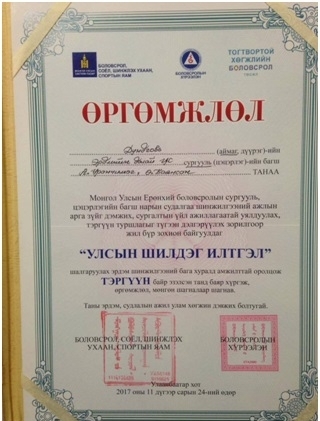 БОЛОВСРОЛ,
СОЁЛ, ШИНЖЛЭХ УХААН,
СПОРТЫН ЯАМ
БОЛОВСРОЛЫН
ХҮРЭЭЛЭН
ТОГТВОРТОЙ
ХӨГЖЛИЙН
БОЛОВСРОЛ
ӨРГӨМЖЛӨЛ
(аймаг, дүүрэг)-ийн
сургууль (цэцэрлэг)-ийн багш
ТАНАА
Монгол Улсын Ерөнхий боловсролын сургууль,
цэцэрлэгийн багш нарын судалгаа шинжилгээний ажлын
арга зүйг дэмжих, сургалтын үйл ажиллагаатай уялдуулах,
тэргүүн туршлагыг түгээн дэлгэрүүлэх зорилгоор
жил бүр зохион байгуулдаг
"УЛСЫН ШИЛДЭГ ИЛТГЭЛ"
шалгаруулах эрдэм шинжилгээний бага хуралд амжилттай оролцож
ТЭРГҮҮН байр эзэлсэн танд баяр хүргэж,
өргөмжлөл, мөнгөн шагналаар шагнав.
Таны эрдэм, судлалын ажил улам хөгжин дэвжих болтугай.
БОЛОВСРОЛ, СОЁЛ, ШИНЖЛЭХ
УХААН, СПОРТЫН ЯАМ
БОЛОВСРОЛЫН
ХҮРЭЭЛЭН
Улаанбаатар хот
2017 оны 11 дүгээр сарын 24-ний өдөр